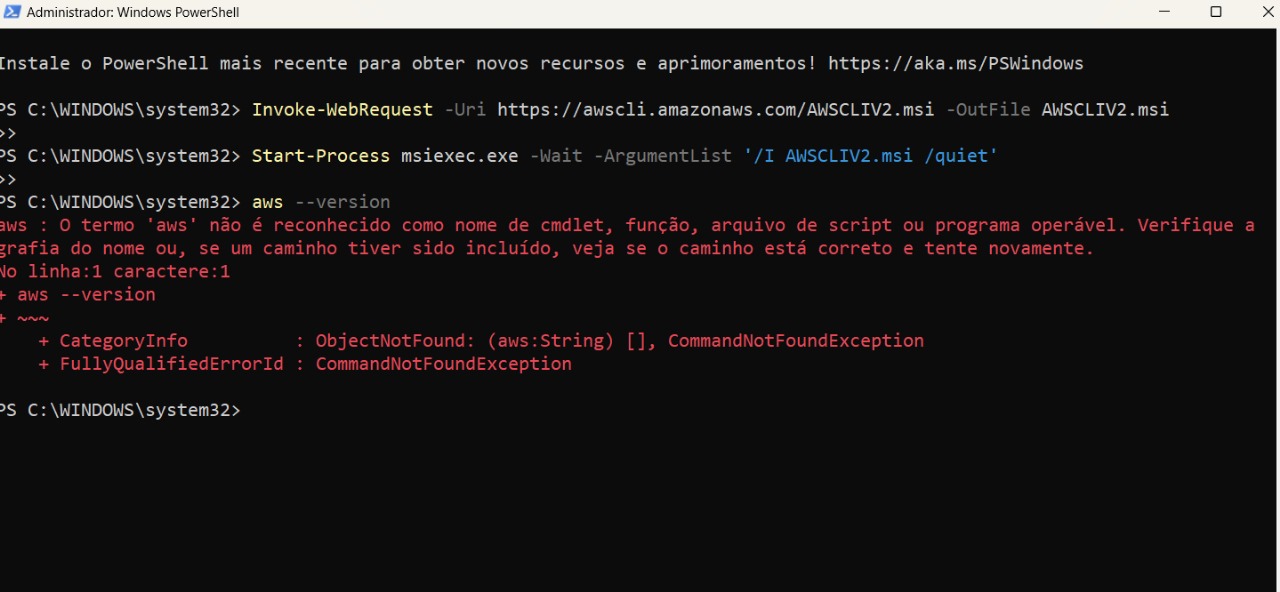 Administrador: Windows PowerShell
Instale o PowerShell mais recente para obter novos recursos e aprimoramentos! https://aka.ms/PSWindows
PS C:\WINDOWS\system32> Invoke-WebRequest -Uri https://awscli.amazonaws.com/AWSCLIV2.msi -OutFile AWSCLIV2.msi
>>
PS C:\WINDOWS\system32> Start-Process msiexec.exe -Wait -ArgumentList '/I AWSCLIV2.msi /quiet'
>>
PS C:\WINDOWS\system32> aws --version
aws : O termo 'aws' não é reconhecido como nome de cmdlet, função, arquivo de script ou programa operável. Verifique a
grafia do nome ou, se um caminho tiver sido incluído, veja se o caminho está correto e tente novamente.
No linha:1 caractere:1
+ aws --version
+ ~~~
    + CategoryInfo          : ObjectNotFound: (aws:String) [], CommandNotFoundException
    + FullyQualifiedErrorId : CommandNotFoundException
PS C:\WINDOWS\system32>